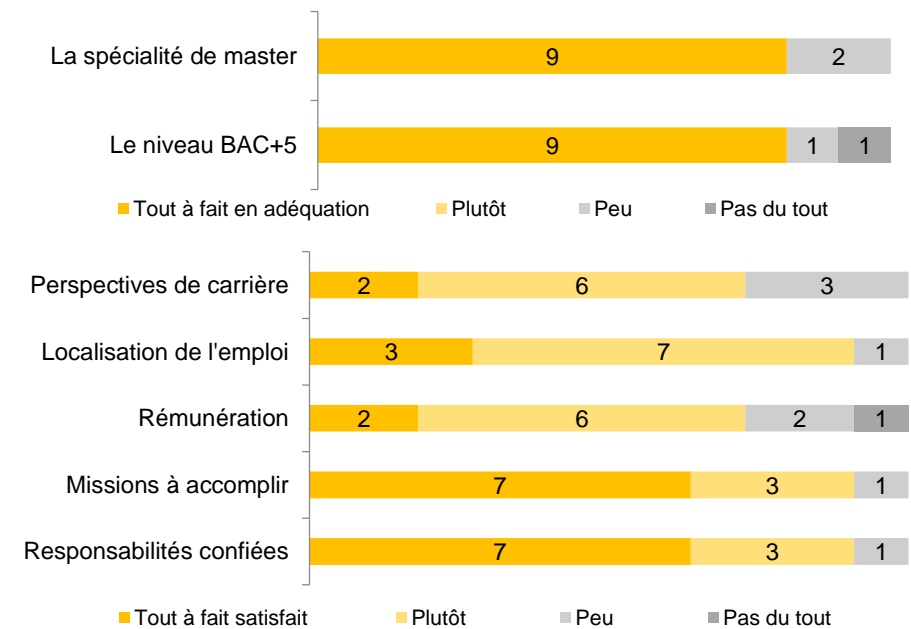 La spécialité de master 9 2
Le niveau BAC+5 9 1 1
Tout à fait en adéquation Plutôt Peu Pas du tout
Perspectives de carrière 2 6 3
Localisation de l'emploi 3 7 1
Rémunération 2 6 2 1
Missions à accomplir 7 3 1
Responsabilités confiées 7 3 1
Tout à fait satisfait Plutôt Peu Pas du tout